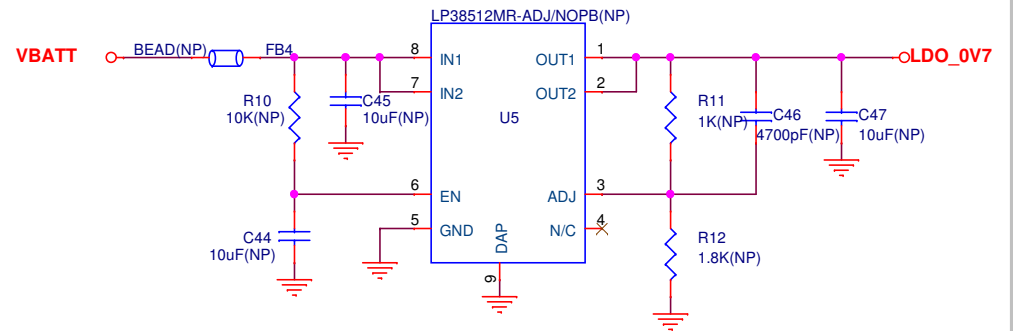 LP38512MR-ADJ/NOPB(NP)
VBATT
BEAD(NP)
FB4
8
IN1
OUT1
1
LDO_0V7
7
IN2
OUT2
2
R10
10K(NP)
C45
10uF(NP)
U5
R11
1K(NP)
C46
4700pF(NP)
C47
10uF(NP)
6
EN
ADJ
3
5
GND
DAP
N/C
4
C44
10uF(NP)
R12
1.8K(NP)
9